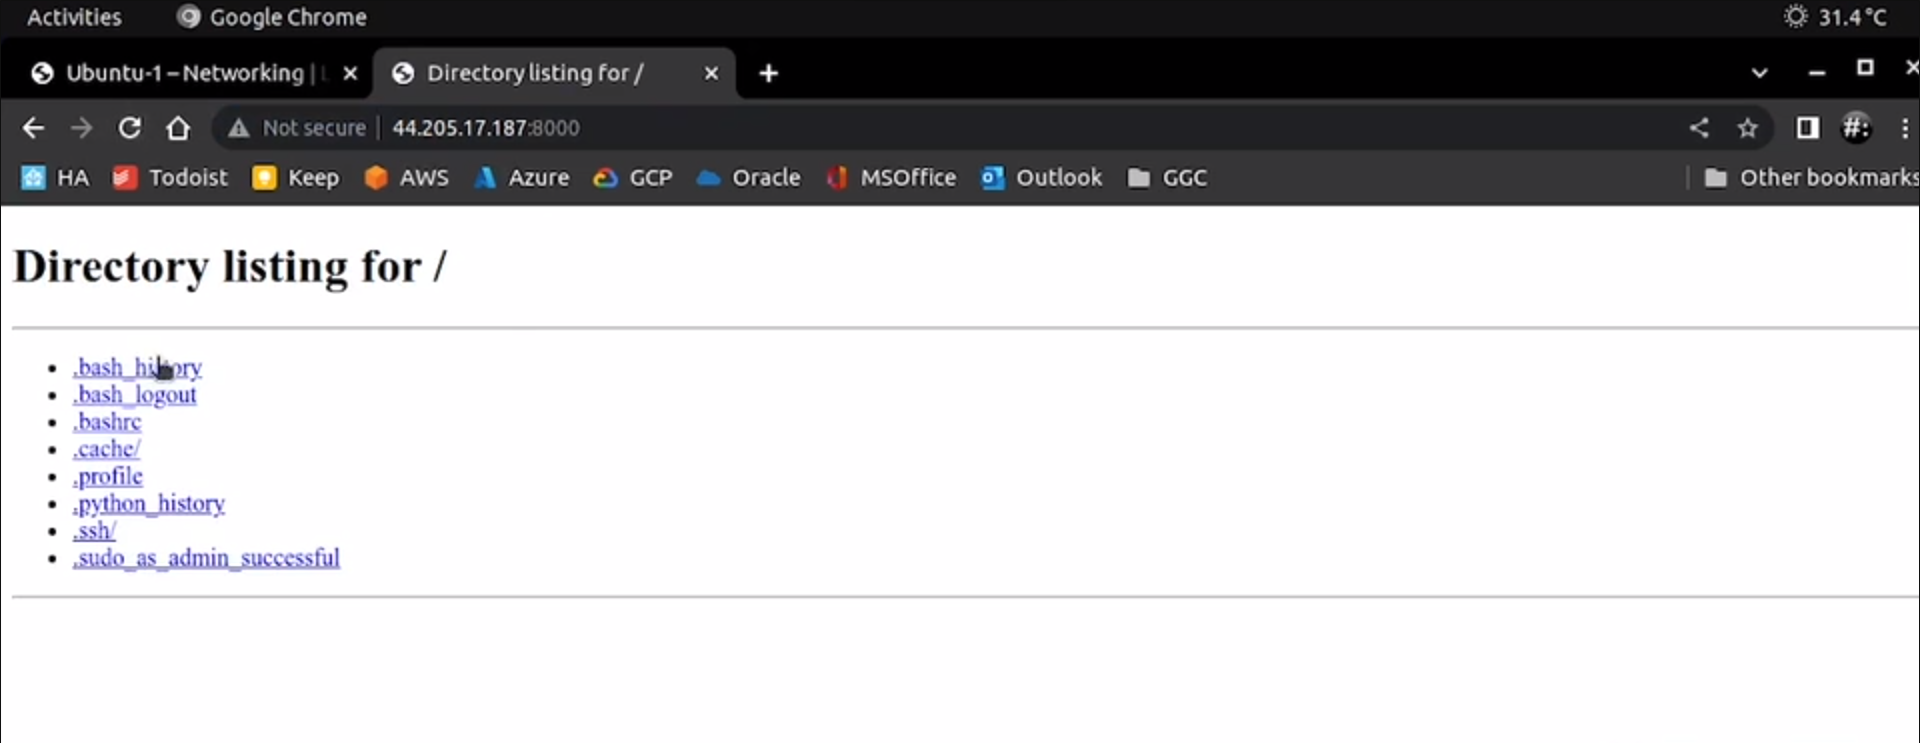 Activities Google Chrome 31.4 °C
Ubuntu-1 – Networking | Directory listing for /
Not secure 44.205.17.187:8000 #:
HA Todoist Keep AWS Azure GCP Oracle MSOffice Outlook GGC Other bookmarks
Directory listing for /
.bash_history
.bash_logout
.bashrc
.cache/
.profile
.python_history
.ssh/
.sudo_as_admin_successful